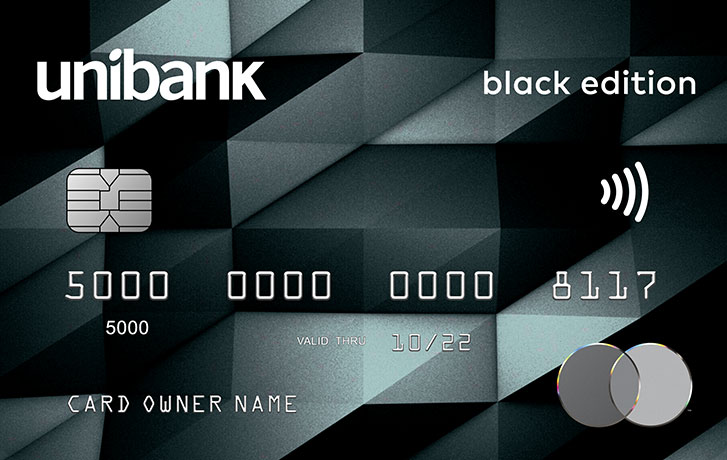 unibank
black edition
5000 0000 0000 8117
5000
VALID THRU 10/22
CARD OWNER NAME